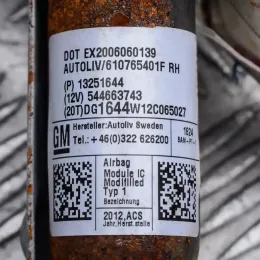 DOT EX2006060139
AUTOLIV/610765401F RH
(P) 13251644
(12V) 544663743
(20T)DG1644W12C065027
GM
Hersteller:Autoliv Sweden
Tel.: +46(0)322 626200
1824
Airbag
Module IC
Modified
Typ 1
Bezeichnung
2012,ACS
Jahr,Herst.stelle